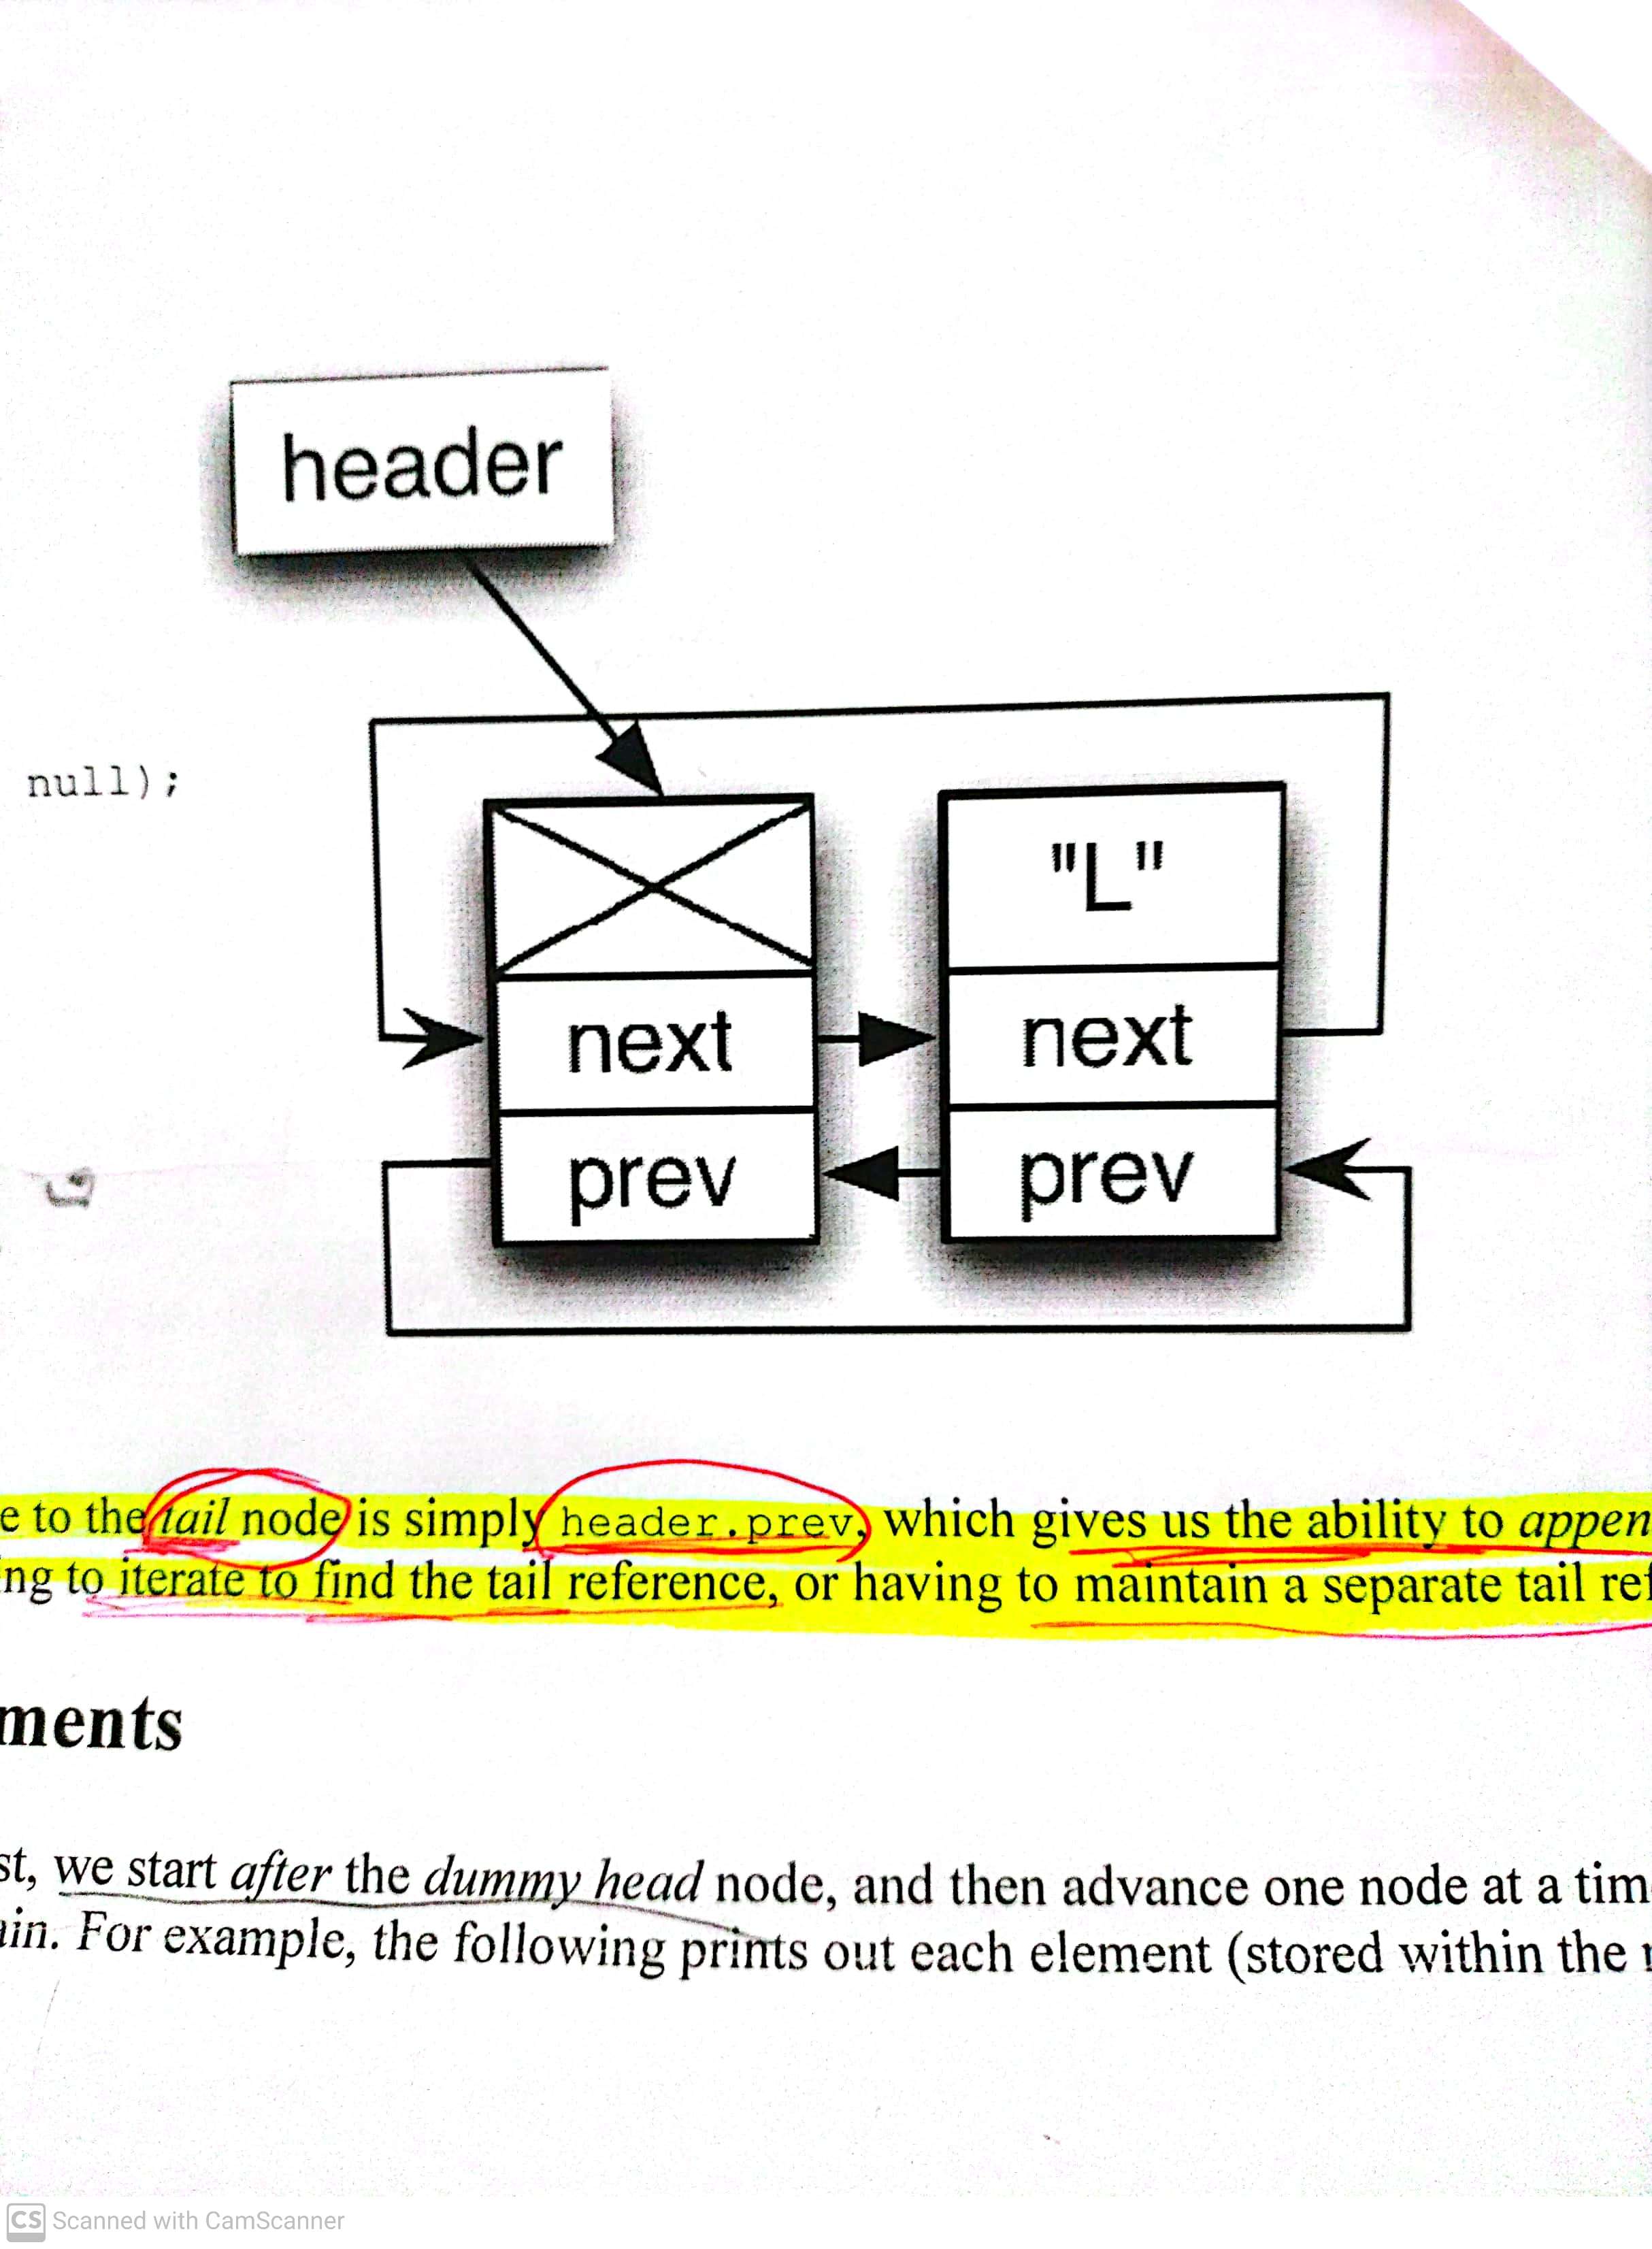 header
null);
"L"
next next
prev prev
e to the tail node is simply header.prev, which gives us the ability to appen
ng to iterate to find the tail reference, or having to maintain a separate tail ref
ments
st, we start after the dummy head node, and then advance one node at a tim
in. For example, the following prints out each element (stored within the
CS Scanned with CamScanner